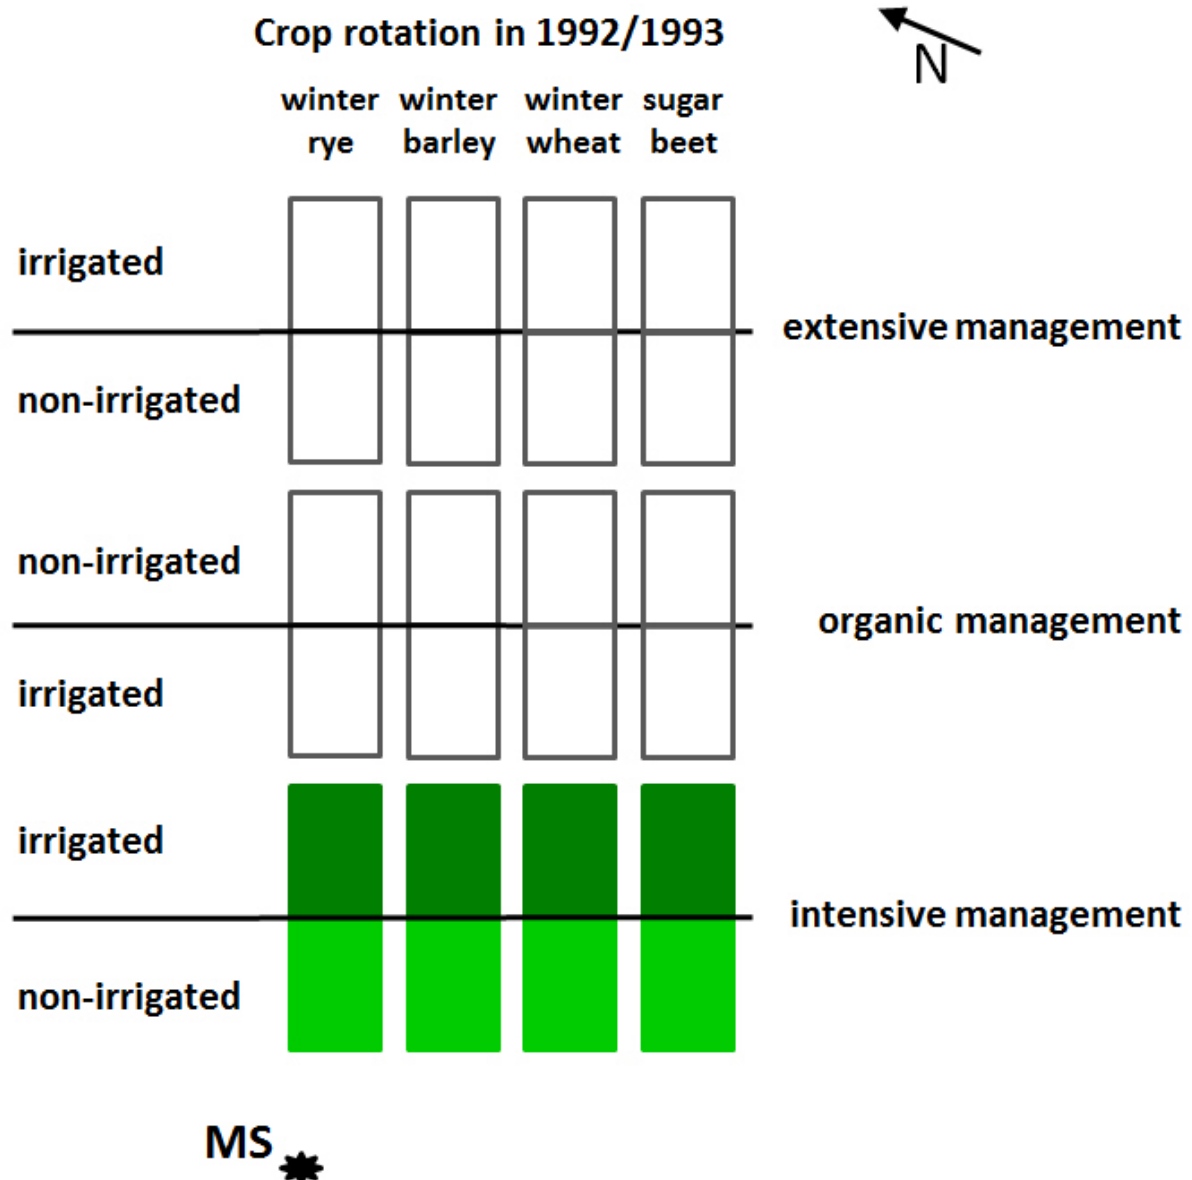 Crop rotation in 1992/1993
N
winter winter winter sugar
rye barley wheat beet
irrigated
extensive management
non-irrigated
non-irrigated
organic management
irrigated
irrigated
intensive management
non-irrigated
MS